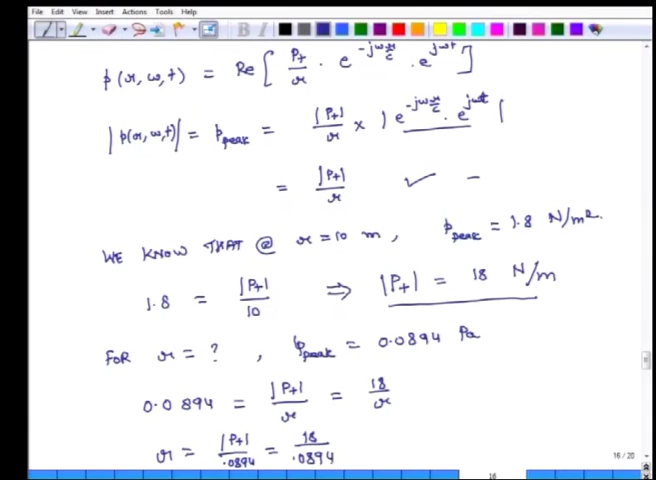 File Edit View Insert Actions Tools Help
p(r,ω,t) = Re[ P+/r · e^{-jωr/c} · e^{jωt} ]
|p(r,ω,t)| = p_peak = |P+|/r × |e^{-jωr/c} · e^{jωt}|
= |P+|/r ✓ –
WE KNOW THAT @ r = 10 m, p_peak = 1.8 N/m².
1.8 = |P+|/10 ⇒ |P+| = 18 N/m
FOR r = ? , p_peak = 0.0894 Pa
0.0894 = |P+|/r = 18/r
r = |P+|/.0894 = 18/.0894
16 / 20
16